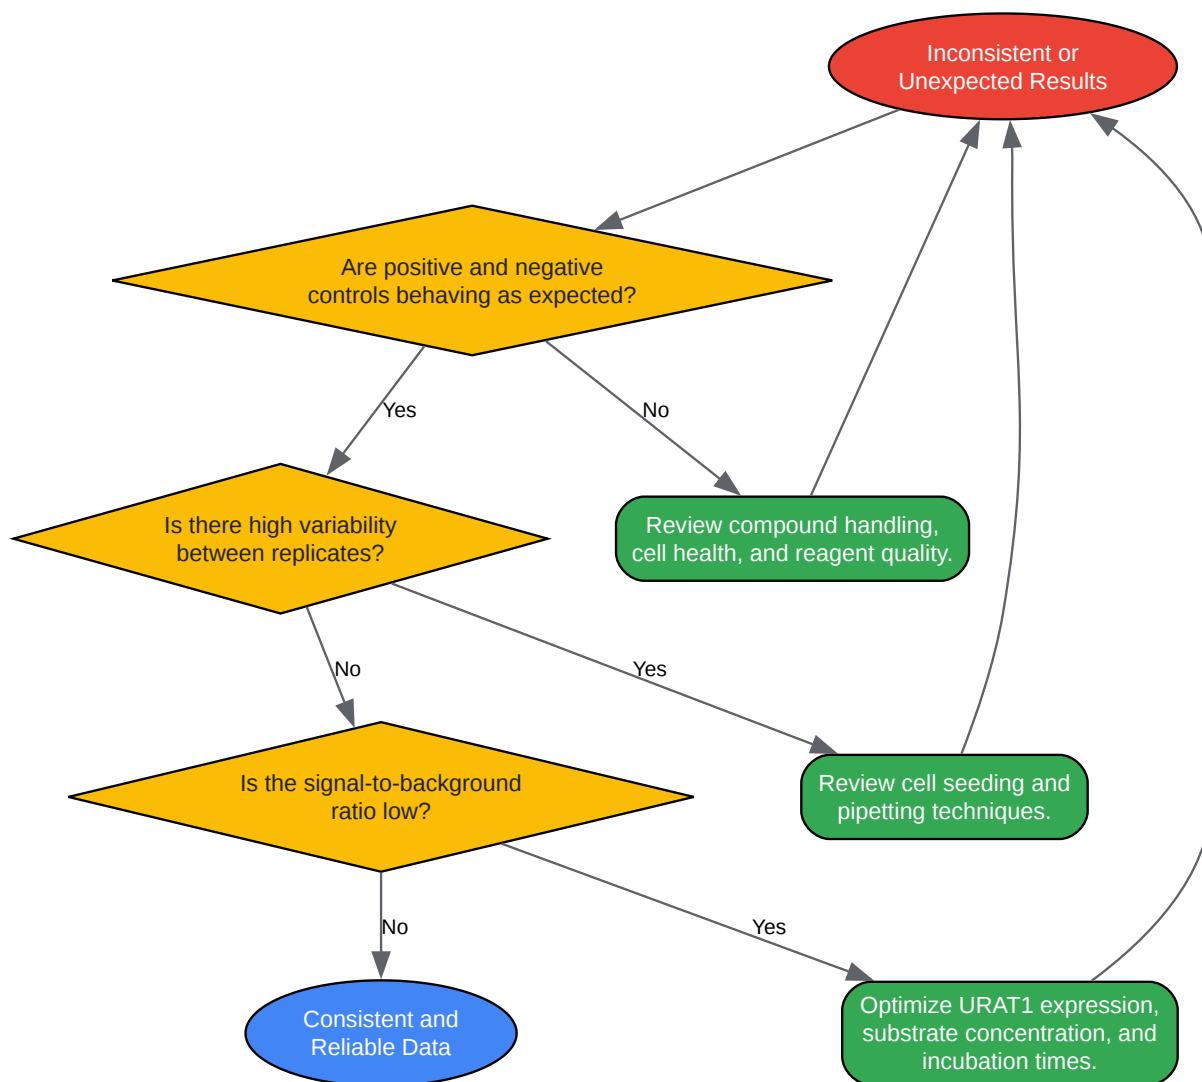 Inconsistent or
Unexpected Results
Are positive and negative
controls behaving as expected?
Yes
No
Is there high variability
between replicates?
Review compound handling,
cell health, and reagent quality.
No
Yes
Is the signal-to-background
ratio low?
Review cell seeding and
pipetting techniques.
No
Yes
Consistent and
Reliable Data
Optimize URAT1 expression,
substrate concentration, and
incubation times.